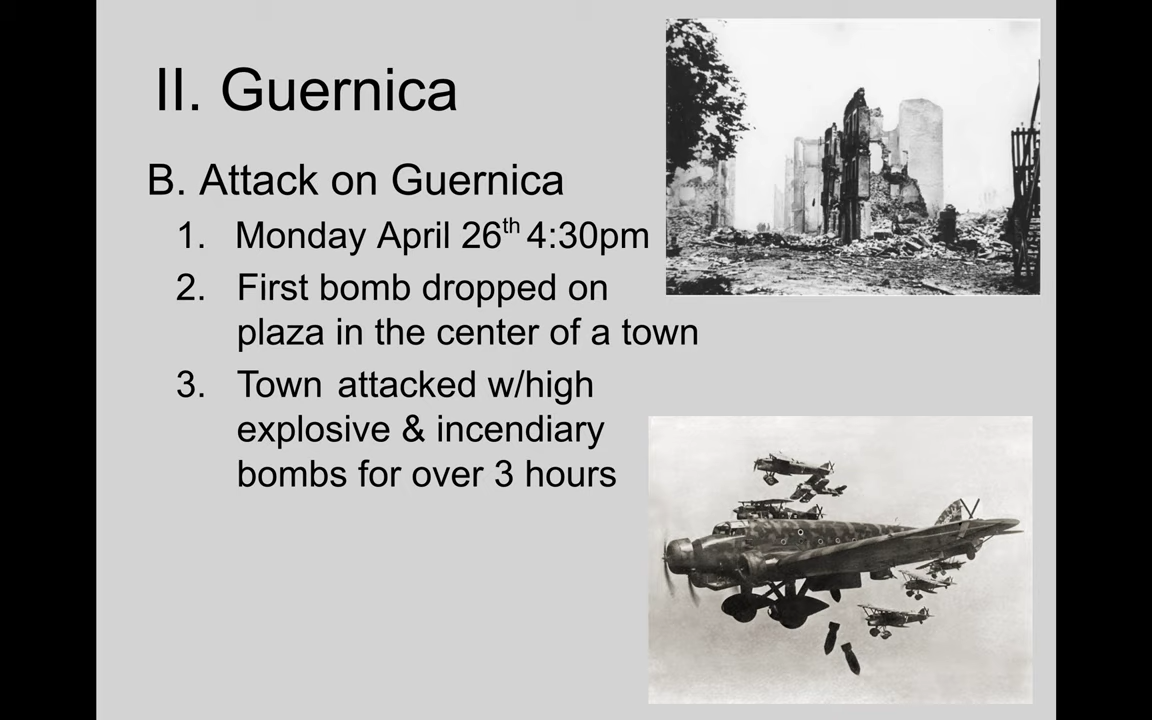 II. Guernica
B. Attack on Guernica
1. Monday April 26th 4:30pm
2. First bomb dropped on
plaza in the center of a town
3. Town attacked w/high
explosive & incendiary
bombs for over 3 hours